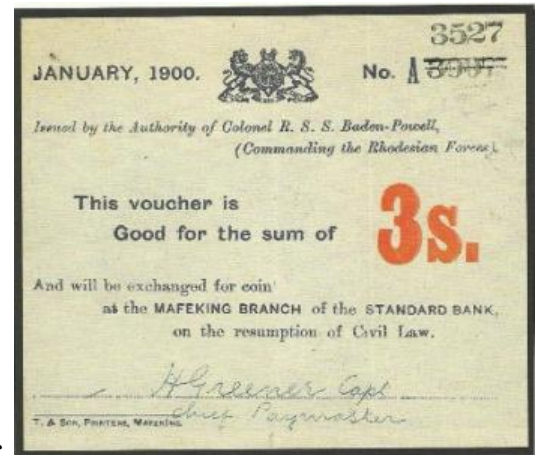 3527
JANUARY, 1900. No. A
Issued by the Authority of Colonel R. S. S. Baden-Powell,
(Commanding the Rhodesian Forces).
This voucher is
Good for the sum of 3s.
And will be exchanged for coin
at the MAFEKING BRANCH of the STANDARD BANK,
on the resumption of Civil Law.
H Greener Capt
Chief Paymaster
T. & SON, PRINTERS, MAFEKING.